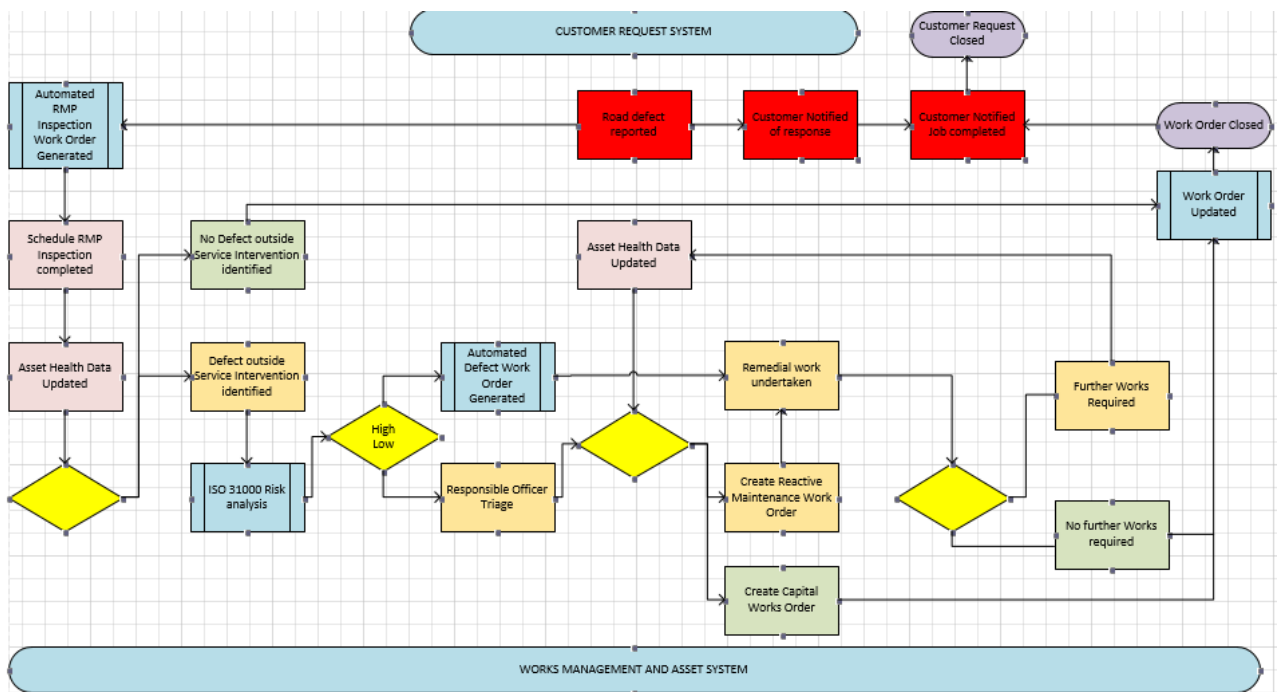 CUSTOMER REQUEST SYSTEM
Customer Request
Closed
Automated
RMP
Inspection
Work Order
Generated
Road defect
reported
Customer Notified
of response
Customer Notified
Job completed
Work Order Closed
Work Order
Updated
Schedule RMP
Inspection
completed
No Defect outside
Service Intervention
identified
Asset Health Data
Updated
Asset Health Data
Updated
Defect outside
Service Intervention
identified
Automated
Defect Work
Order
Generated
Remedial work
undertaken
Further Works
Required
High
Low
ISO 31000 Risk
analysis
Responsible Officer
Triage
Create Reactive
Maintenance Work
Order
No further Works
required
Create Capital
Works Order
WORKS MANAGEMENT AND ASSET SYSTEM